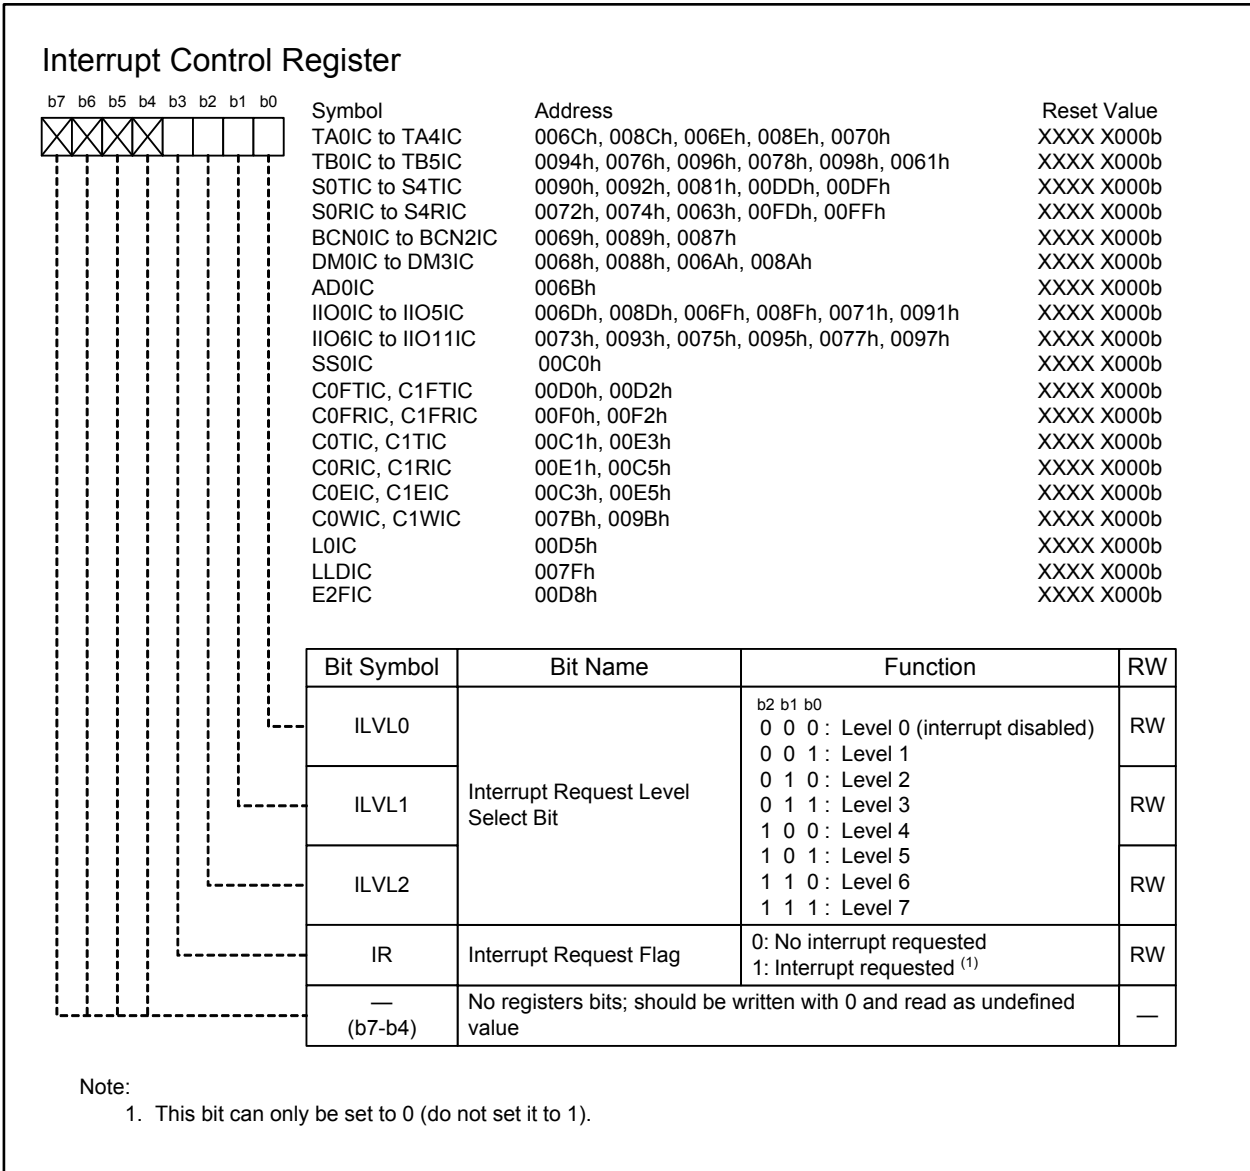 Interrupt Control Register
b7 b6 b5 b4 b3 b2 b1 b0
Symbol Address Reset Value
TA0IC to TA4IC 006Ch, 008Ch, 006Eh, 008Eh, 0070h XXXX X000b
TB0IC to TB5IC 0094h, 0076h, 0096h, 0078h, 0098h, 0061h XXXX X000b
S0TIC to S4TIC 0090h, 0092h, 0081h, 00DDh, 00DFh XXXX X000b
S0RIC to S4RIC 0072h, 0074h, 0063h, 00FDh, 00FFh XXXX X000b
BCN0IC to BCN2IC 0069h, 0089h, 0087h XXXX X000b
DM0IC to DM3IC 0068h, 0088h, 006Ah, 008Ah XXXX X000b
AD0IC 006Bh XXXX X000b
IIO0IC to IIO5IC 006Dh, 008Dh, 006Fh, 008Fh, 0071h, 0091h XXXX X000b
IIO6IC to IIO11IC 0073h, 0093h, 0075h, 0095h, 0077h, 0097h XXXX X000b
SS0IC 00C0h XXXX X000b
C0FTIC, C1FTIC 00D0h, 00D2h XXXX X000b
C0FRIC, C1FRIC 00F0h, 00F2h XXXX X000b
C0TIC, C1TIC 00C1h, 00E3h XXXX X000b
C0RIC, C1RIC 00E1h, 00C5h XXXX X000b
C0EIC, C1EIC 00C3h, 00E5h XXXX X000b
C0WIC, C1WIC 007Bh, 009Bh XXXX X000b
L0IC 00D5h XXXX X000b
LLDIC 007Fh XXXX X000b
E2FIC 00D8h XXXX X000b
Bit Symbol Bit Name Function RW
ILVL0 RW
ILVL1 RW
ILVL2 RW
Interrupt Request Level
Select Bit
b2 b1 b0
0 0 0 : Level 0 (interrupt disabled)
0 0 1 : Level 1
0 1 0 : Level 2
0 1 1 : Level 3
1 0 0 : Level 4
1 0 1 : Level 5
1 1 0 : Level 6
1 1 1 : Level 7
IR Interrupt Request Flag RW
0: No interrupt requested
1: Interrupt requested (1)
—
(b7-b4)
No registers bits; should be written with 0 and read as undefined
value
—
Note:
1. This bit can only be set to 0 (do not set it to 1).